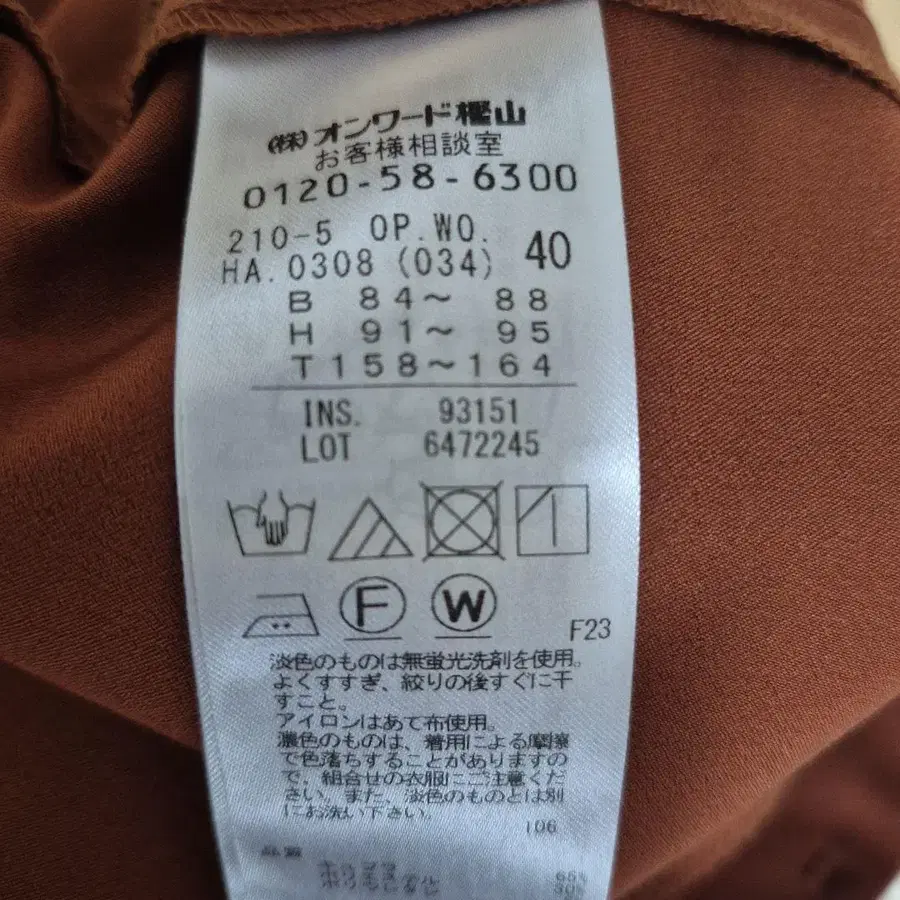 (株)オンワード樫山
お客様相談室
0120-58-6300
210-5 OP.WO.
HA.0308 (034) 40
B 84～ 88
H 91～ 95
T158～164
INS. 93151
LOT 6472245
F W
F23
淡色のものは無蛍光洗剤を使用。
よくすすぎ、絞りの後すぐに干
すこと。
アイロンはあて布使用。
濃色のものは、着用による摩擦
で色落ちすることがありますの
で、組合せの衣服にご注意くだ
さい。また、淡色のものとは別
にお洗い下さい。
106
品質
65%
30%